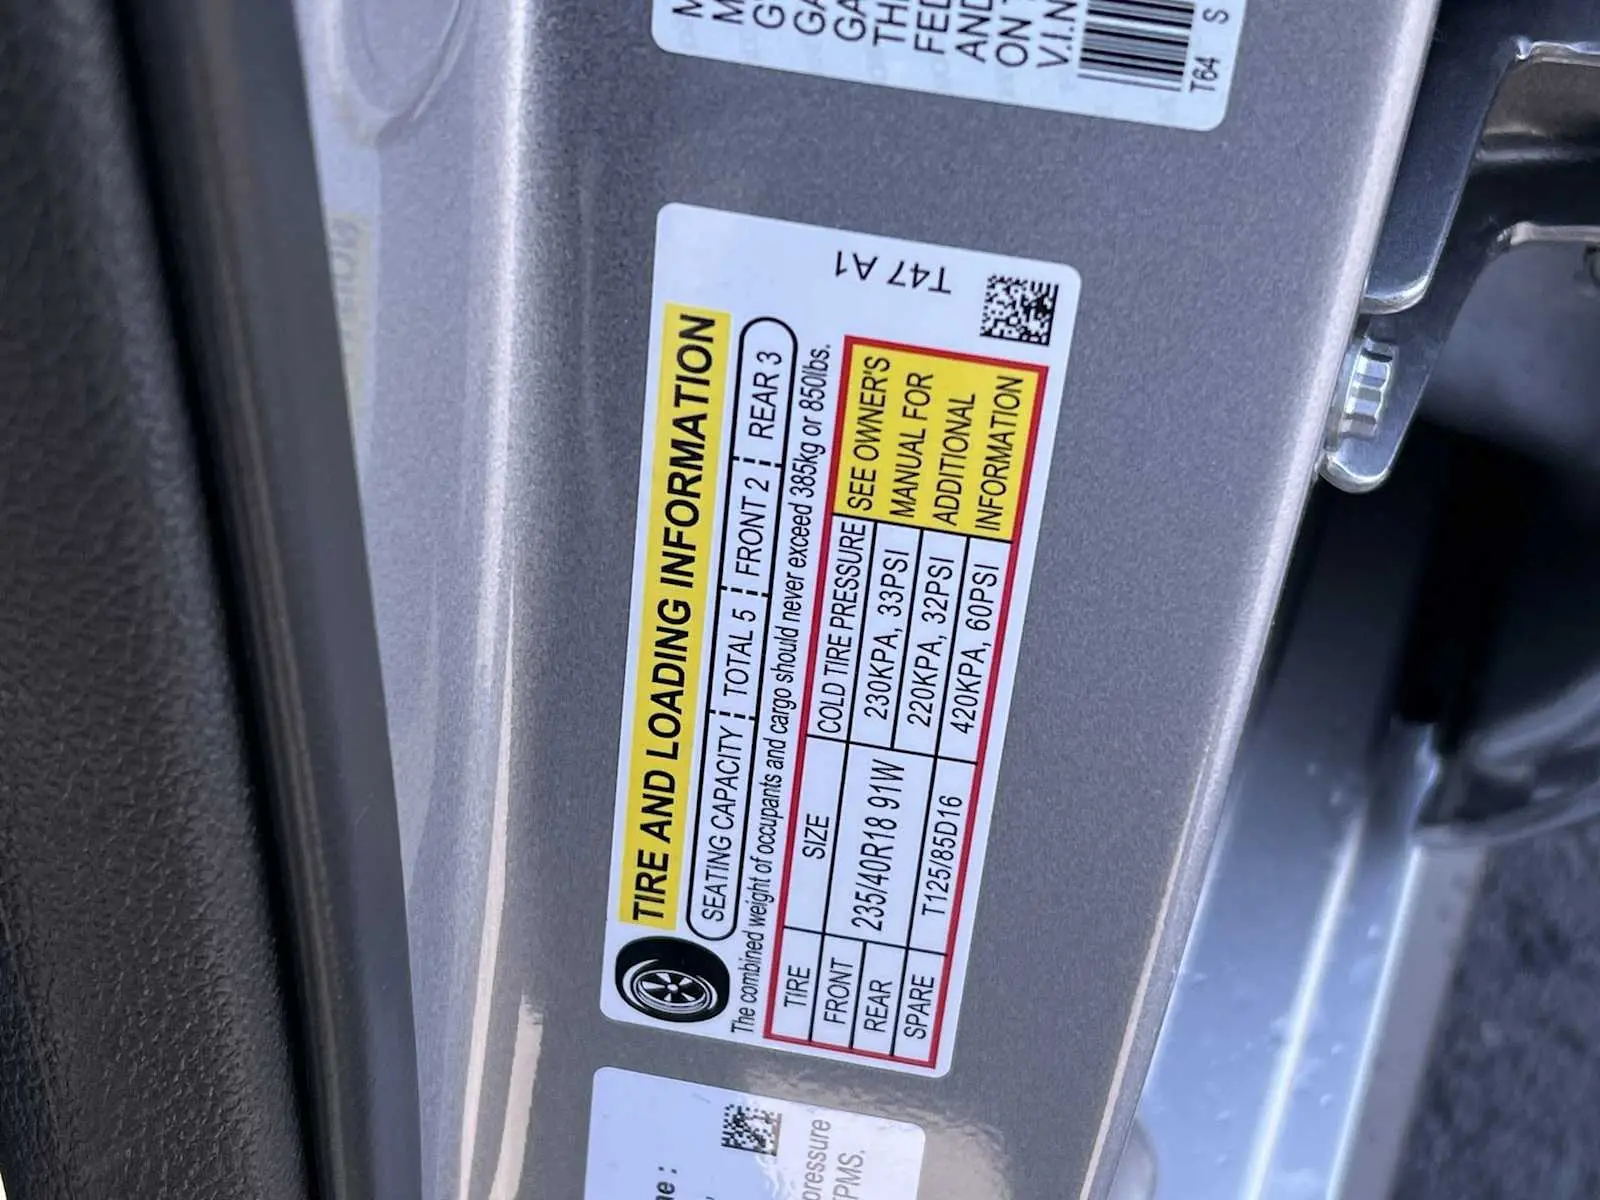 T64 S
V.I.N
T47 A1
TIRE AND LOADING INFORMATION
SEATING CAPACITY TOTAL 5 FRONT 2 REAR 3
The combined weight of occupants and cargo should never exceed 385kg or 850lbs.
TIRE SIZE COLD TIRE PRESSURE
FRONT 235/40R18 91W 230KPA, 33PSI
REAR 220KPA, 32PSI
SPARE T125/85D16 420KPA, 60PSI
SEE OWNER'S
MANUAL FOR
ADDITIONAL
INFORMATION
pressure
TPMS.